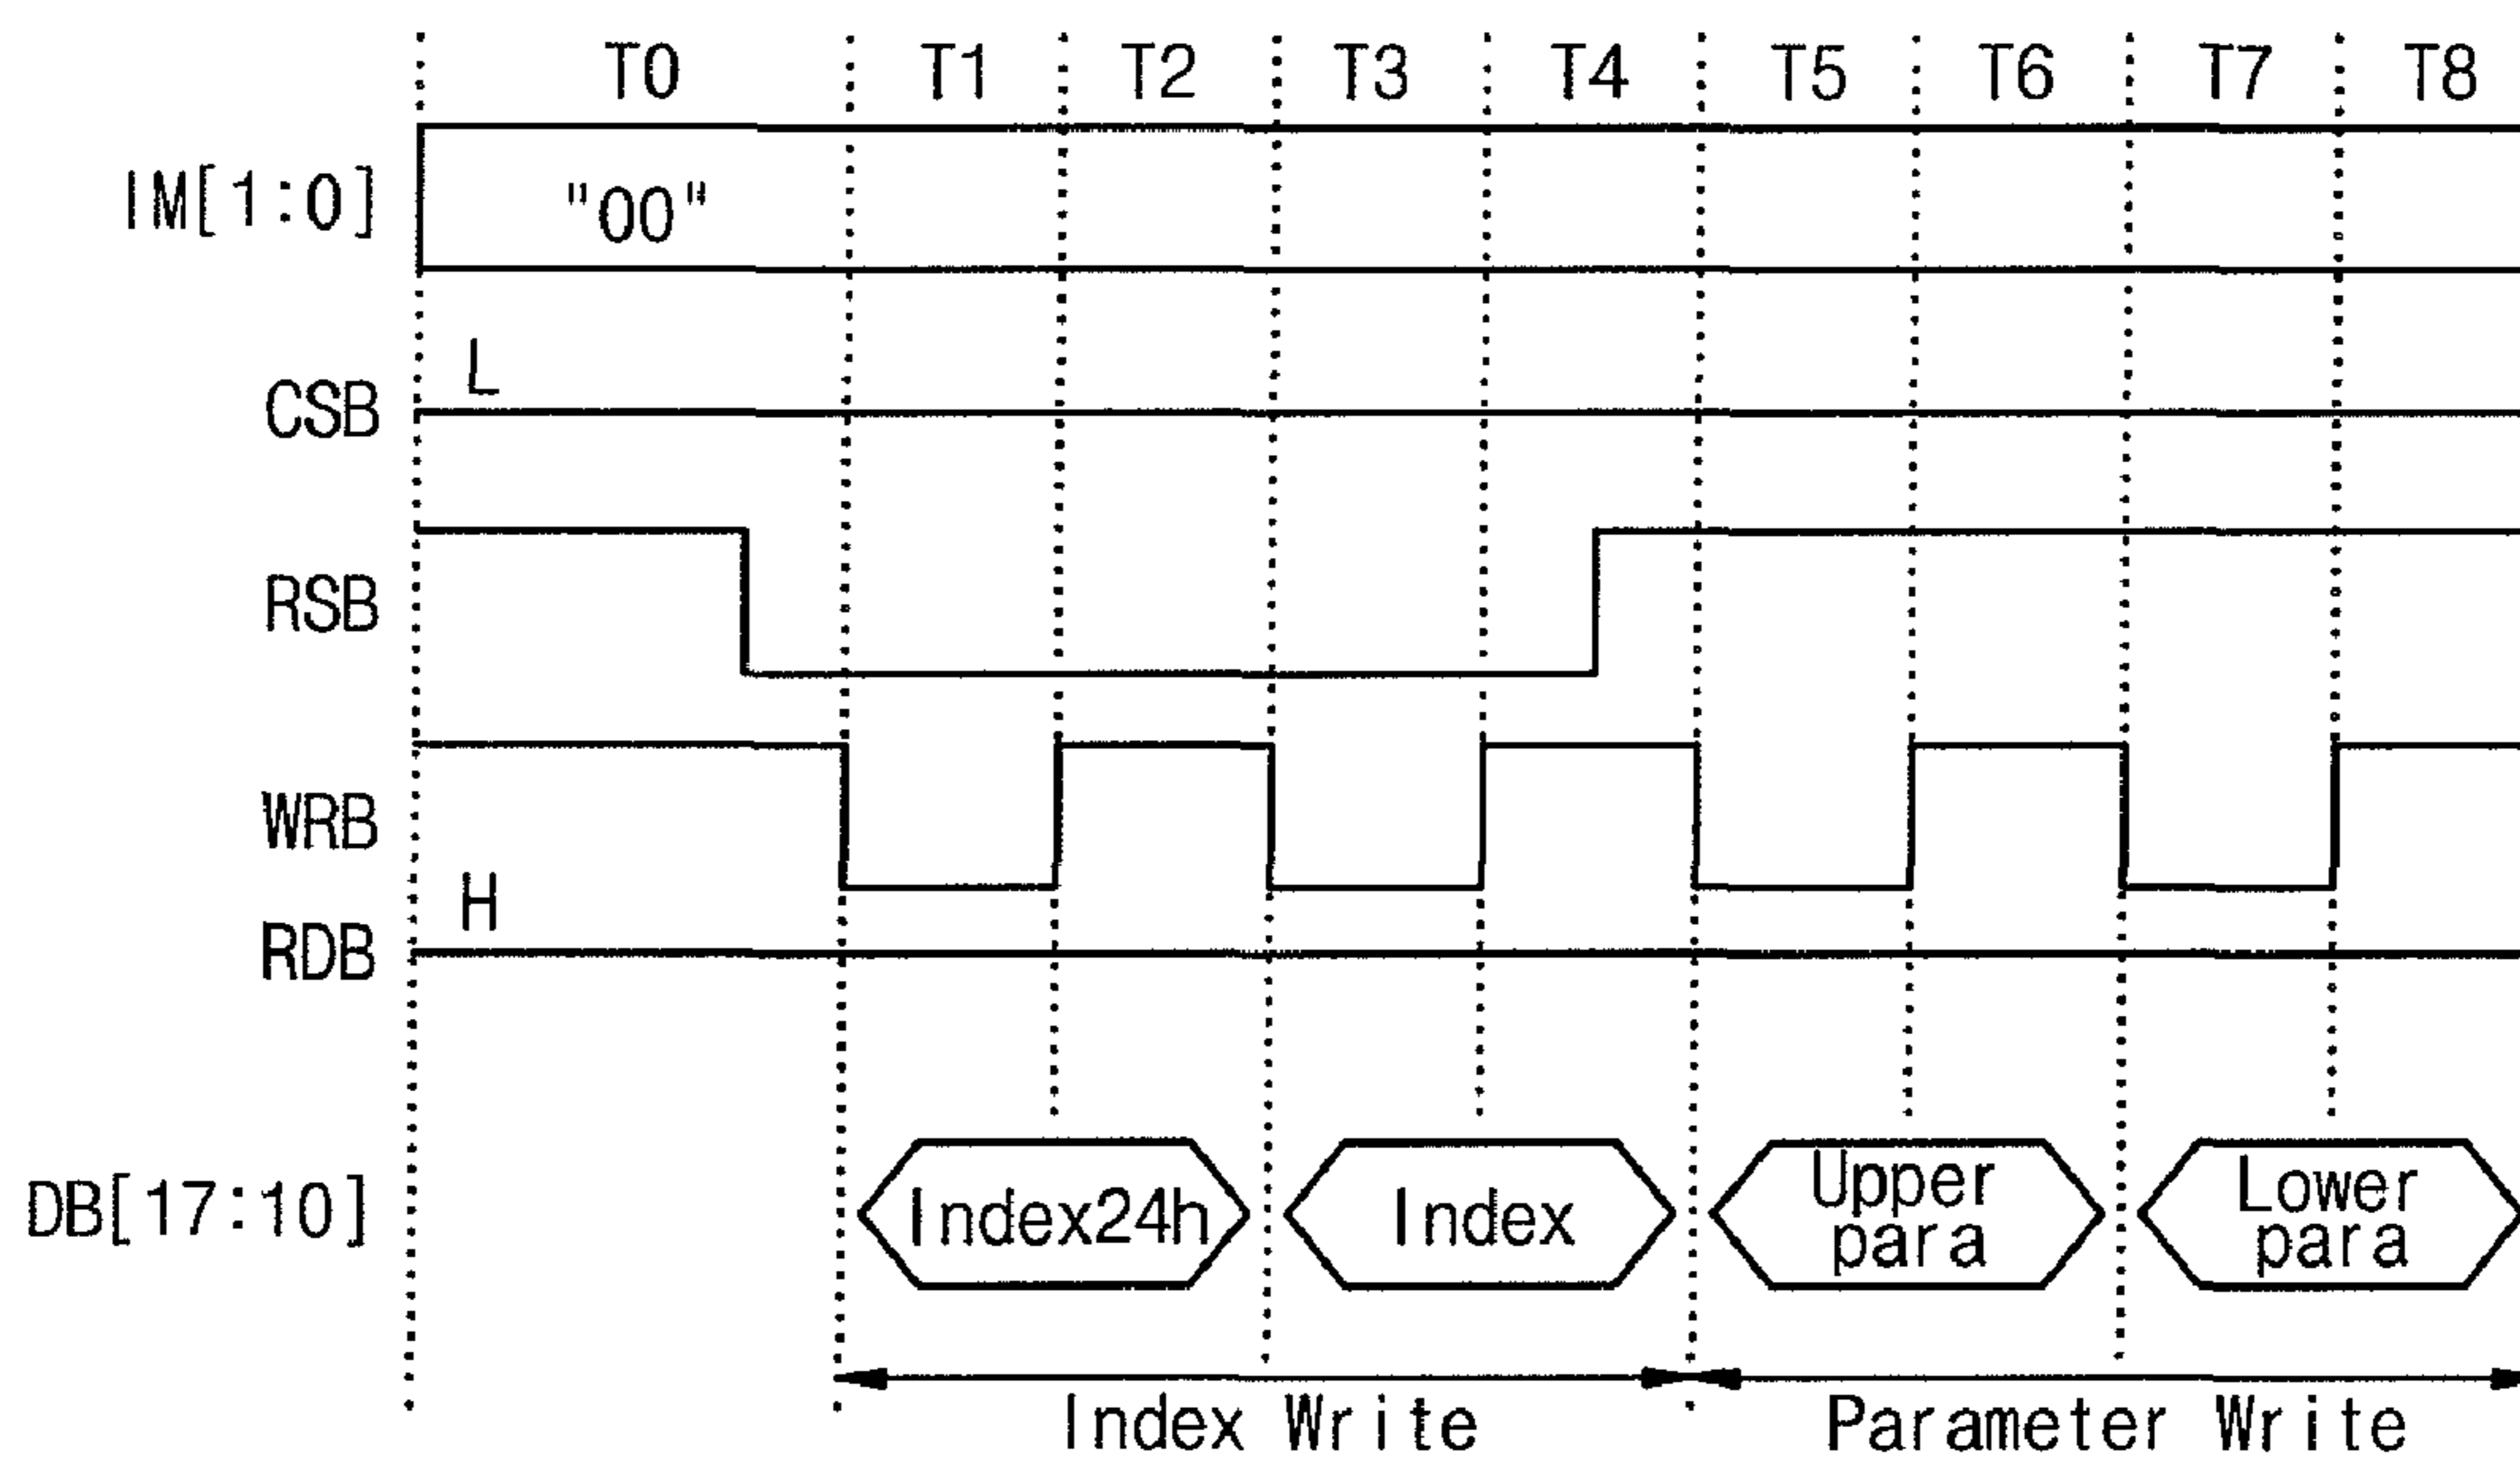 T0 T1 T2 T3 T4 T5 T6 T7 T8
IM[1:0] "00"
L
CSB
RSB
WRB
H
RDB
DB[17:10] Index24h Index Upper para Lower para
Index Write Parameter Write